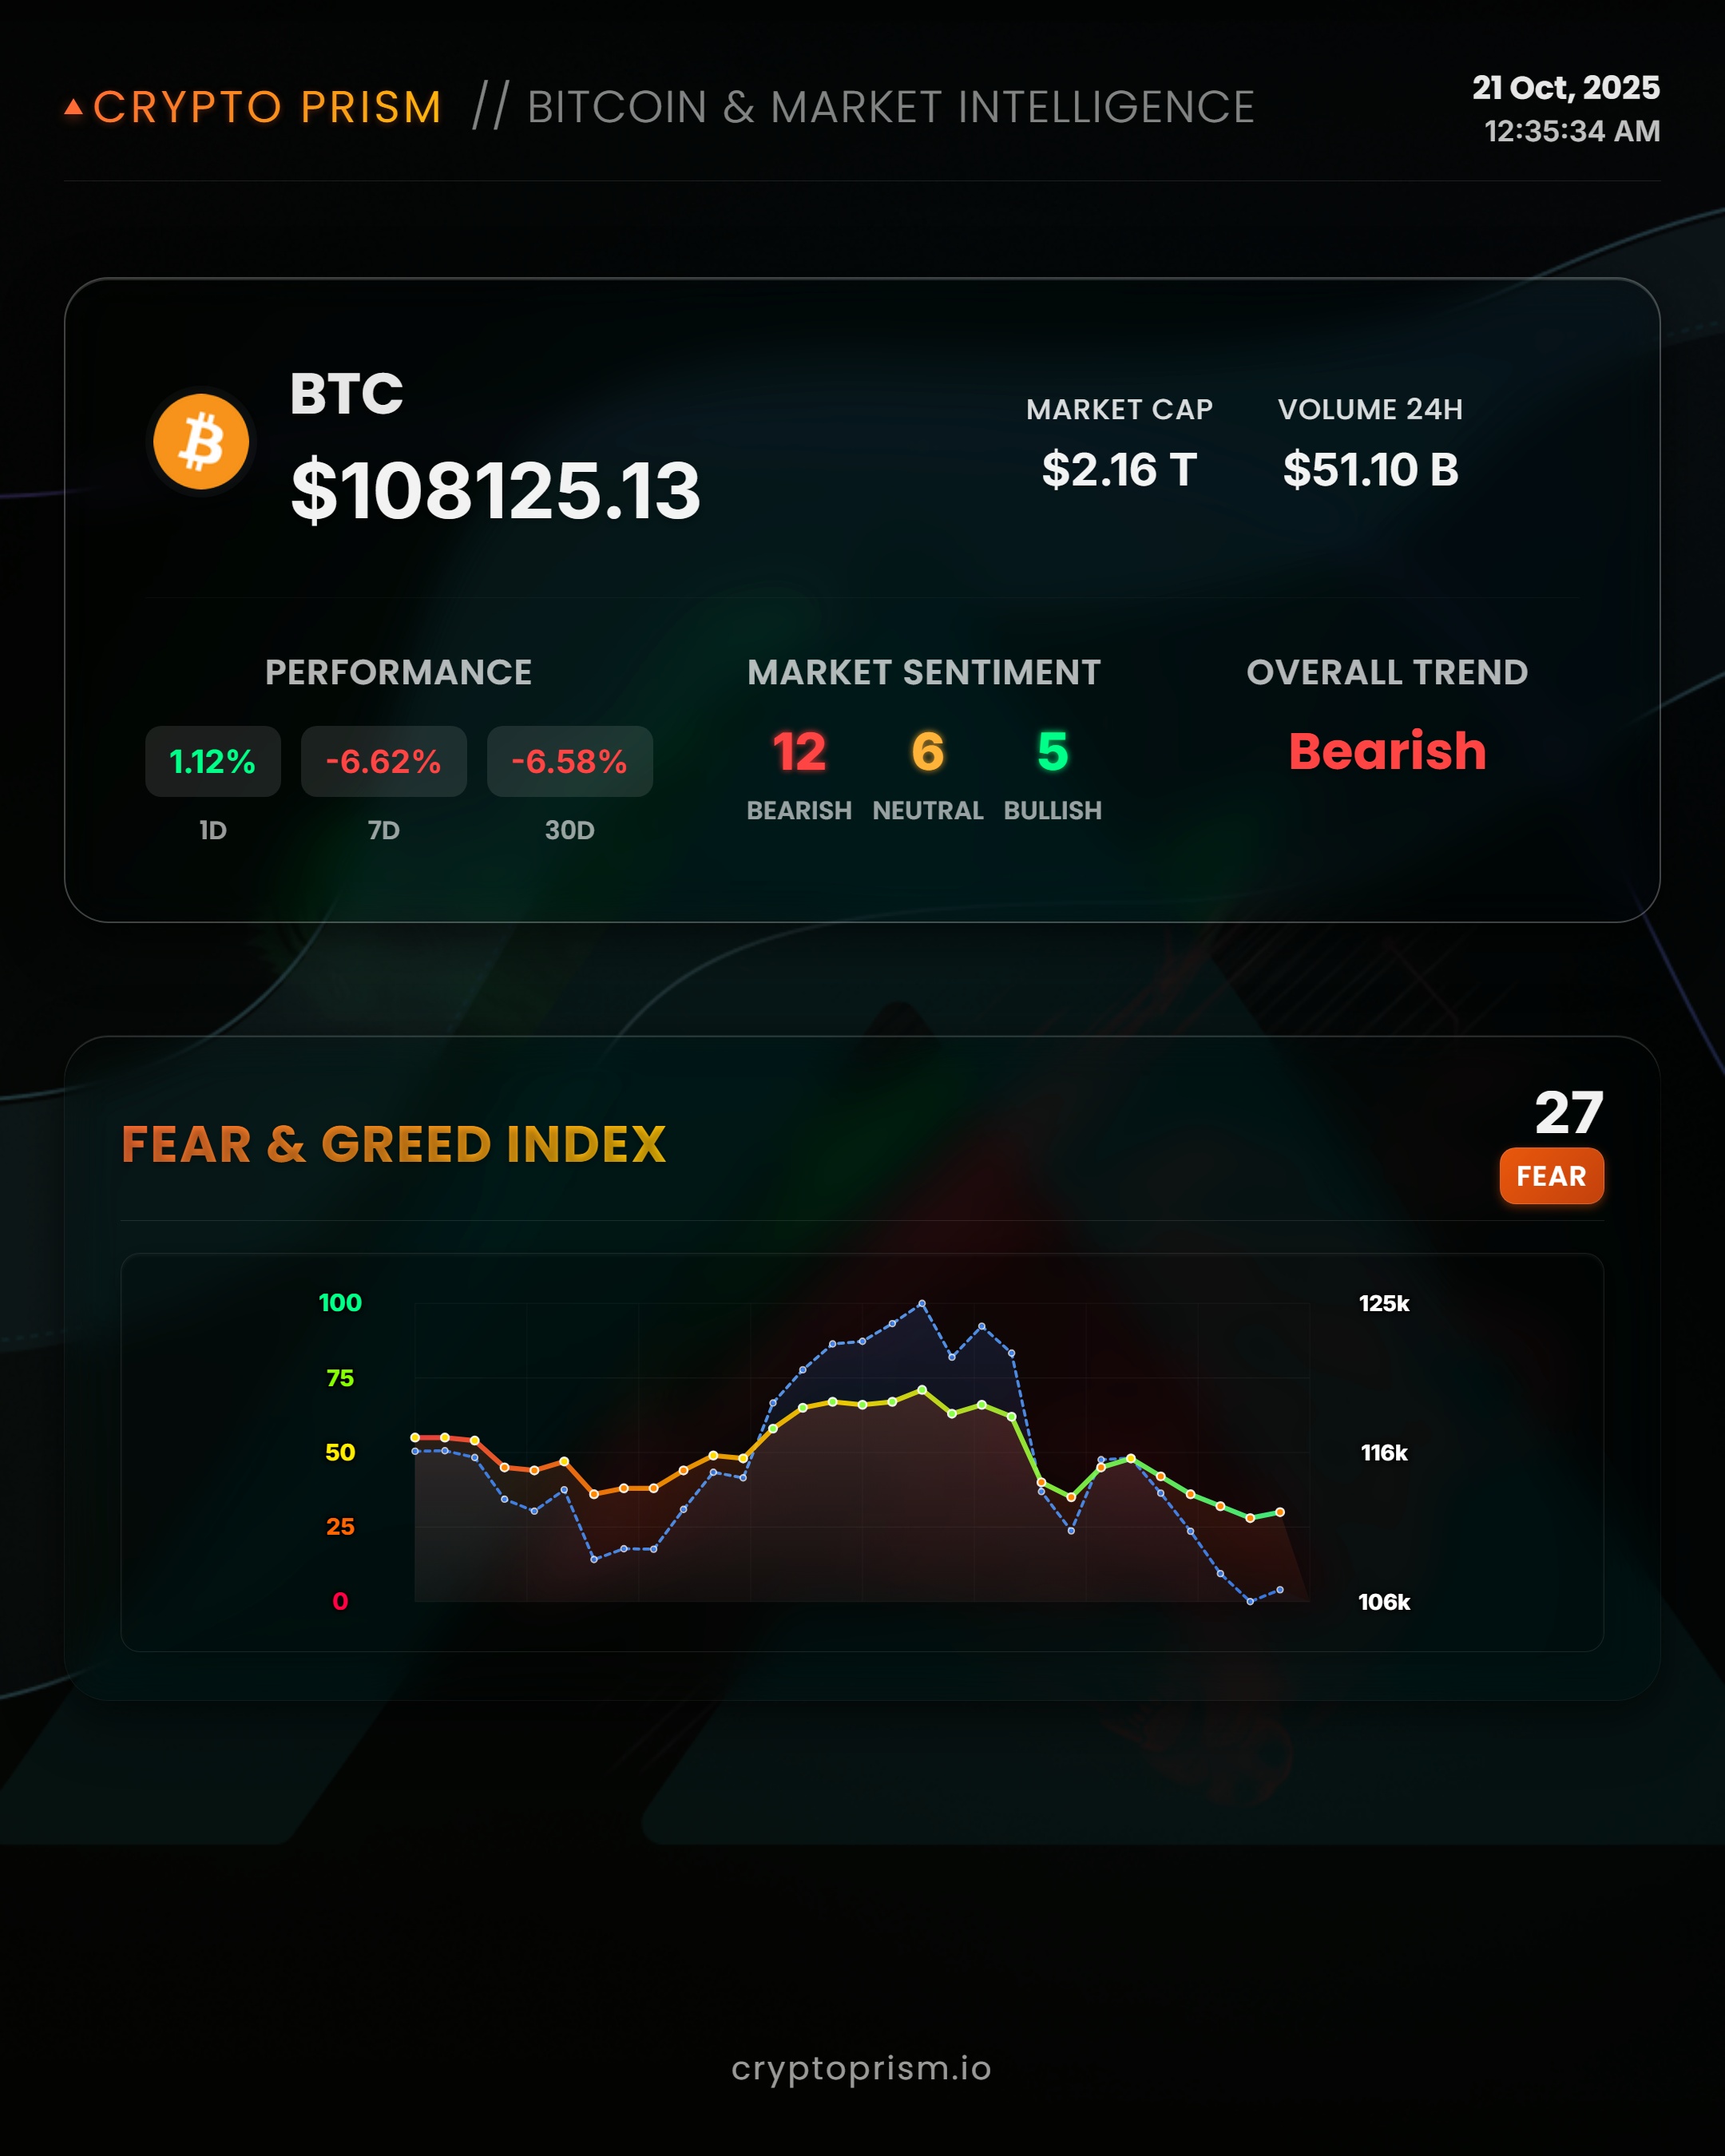 CRYPTO PRISM // BITCOIN & MARKET INTELLIGENCE
21 Oct, 2025
12:35:34 AM
BTC
$108125.13
MARKET CAP VOLUME 24H
$2.16 T $51.10 B
PERFORMANCE MARKET SENTIMENT OVERALL TREND
1.12% -6.62% -6.58%
1D 7D 30D
12 6 5
BEARISH NEUTRAL BULLISH
Bearish
FEAR & GREED INDEX
27
FEAR
100 125k
75
50 116k
25
0 106k
cryptoprism.io